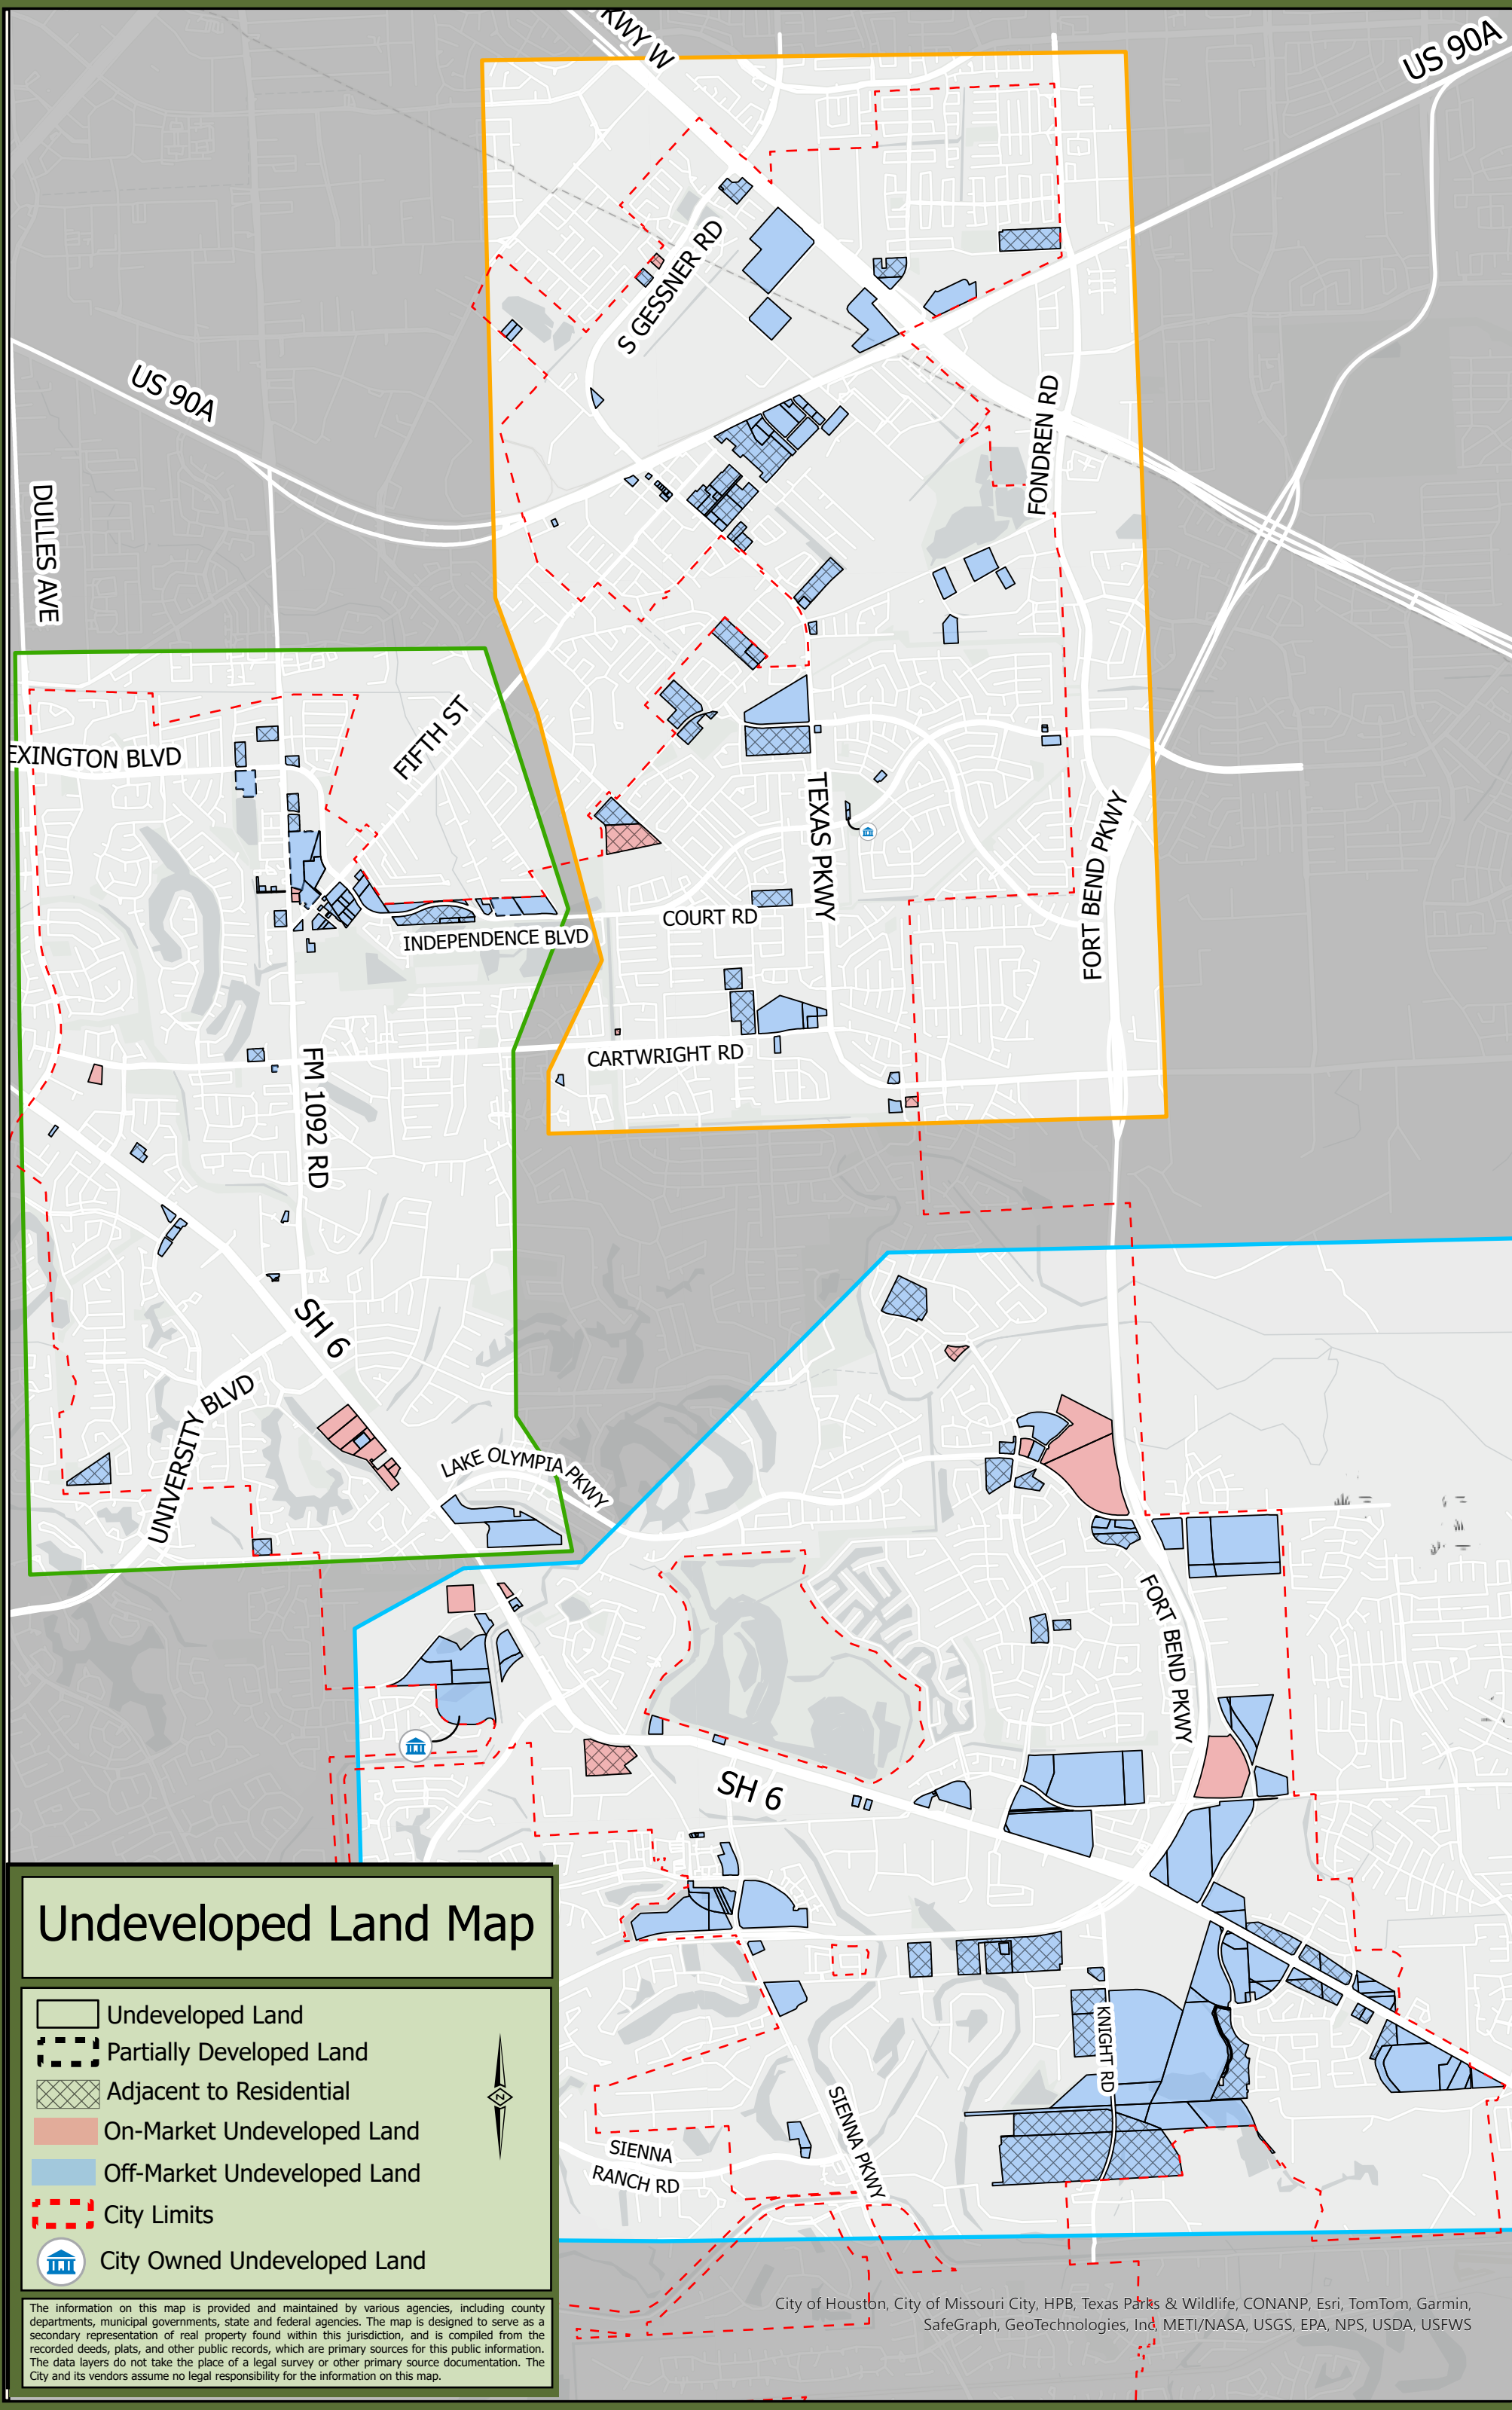 KWY W
US 90A
S GESSNER RD
US 90A
FONDREN RD
DULLES AVE
FIFTH ST
EXINGTON BLVD
TEXAS PKWY
FORT BEND PKWY
COURT RD
INDEPENDENCE BLVD
CARTWRIGHT RD
FM 1092 RD
SH 6
UNIVERSITY BLVD
LAKE OLYMPIA PKWY
FORT BEND PKWY
SH 6
KNIGHT RD
SIENNA PKWY
SIENNA
RANCH RD
Undeveloped Land Map
Undeveloped Land
Partially Developed Land
Adjacent to Residential
On-Market Undeveloped Land
Off-Market Undeveloped Land
City Limits
City Owned Undeveloped Land
N
The information on this map is provided and maintained by various agencies, including county
departments, municipal governments, state and federal agencies. The map is designed to serve as a
secondary representation of real property found within this jurisdiction, and is compiled from the
recorded deeds, plats, and other public records, which are primary sources for this public information.
The data layers do not take the place of a legal survey or other primary source documentation. The
City and its vendors assume no legal responsibility for the information on this map.
City of Houston, City of Missouri City, HPB, Texas Parks & Wildlife, CONANP, Esri, TomTom, Garmin,
SafeGraph, GeoTechnologies, Inc, METI/NASA, USGS, EPA, NPS, USDA, USFWS